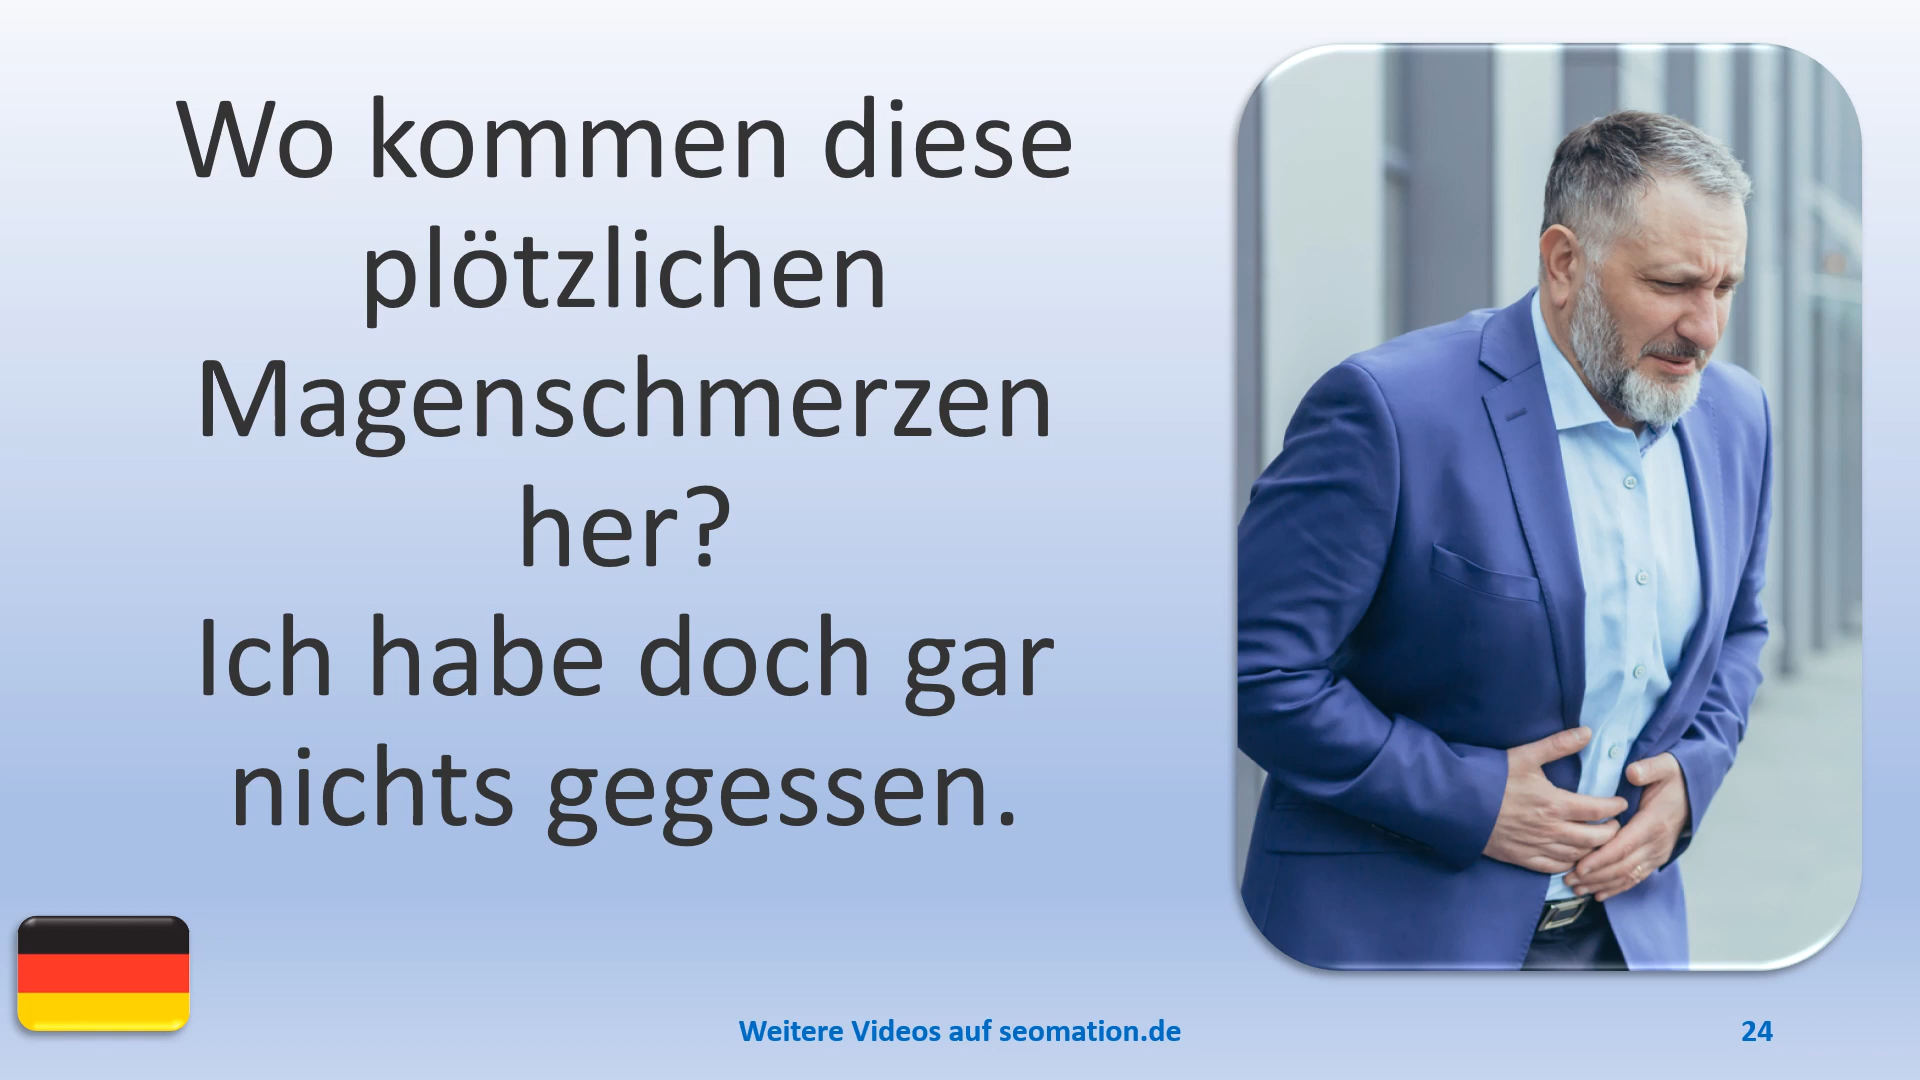 Wo kommen diese
plötzlichen
Magenschmerzen
her?
Ich habe doch gar
nichts gegessen.
Weitere Videos auf seomation.de
24